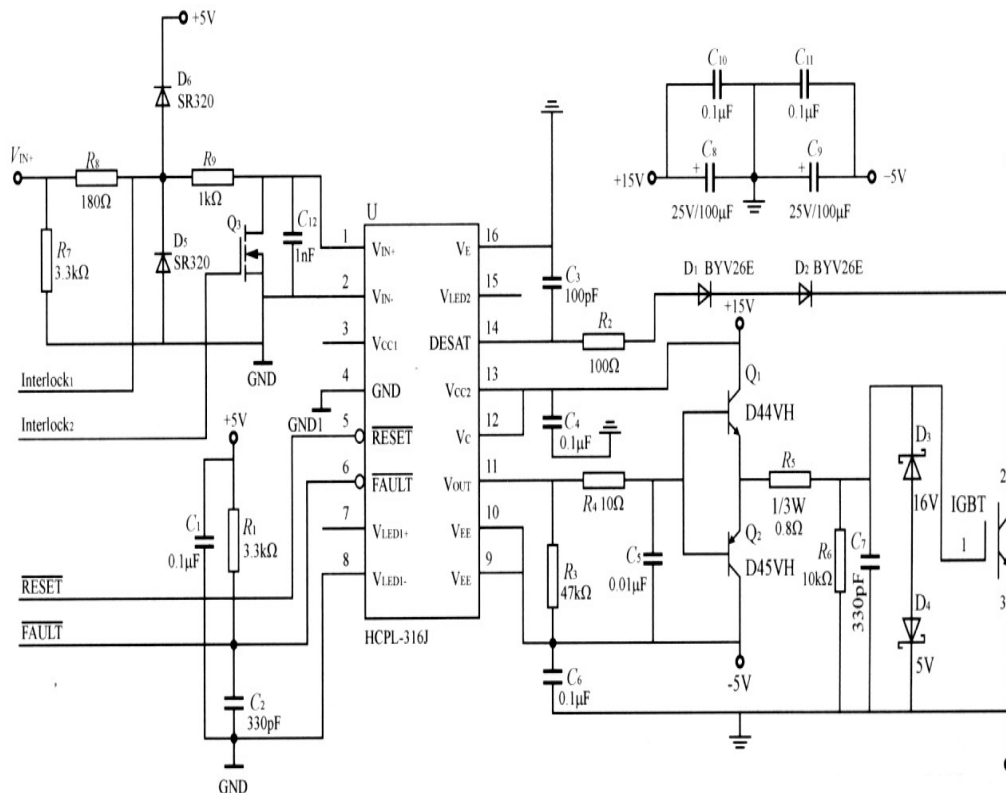 +5V
D6
SR320
VIN+
R8
180Ω
R9
1kΩ
R7
3.3kΩ
D5
SR320
Q3
C12
1nF
GND
Interlock1
Interlock2
+5V
C1
0.1μF
R1
3.3kΩ
RESET
FAULT
C2
330pF
GND
GND1
U
1
2
3
4
5
6
7
8
VIN+
VIN-
VCC1
GND
RESET
FAULT
VLED1+
VLED1-
VE
VLED2
DESAT
VCC2
VC
VOUT
VEE
VEE
16
15
14
13
12
11
10
9
HCPL-316J
C10
0.1μF
C11
0.1μF
+15V
+
C8
25V/100μF
+
C9
25V/100μF
−5V
C3
100pF
R2
100Ω
D1 BYV26E
D2 BYV26E
+15V
Q1
D44VH
C4
0.1μF
R4 10Ω
R3
47kΩ
C5
0.01μF
Q2
D45VH
-5V
C6
0.1μF
R5
1/3W
0.8Ω
R6
10kΩ
C7
330pF
D3
16V
D4
5V
IGBT
1
2
3